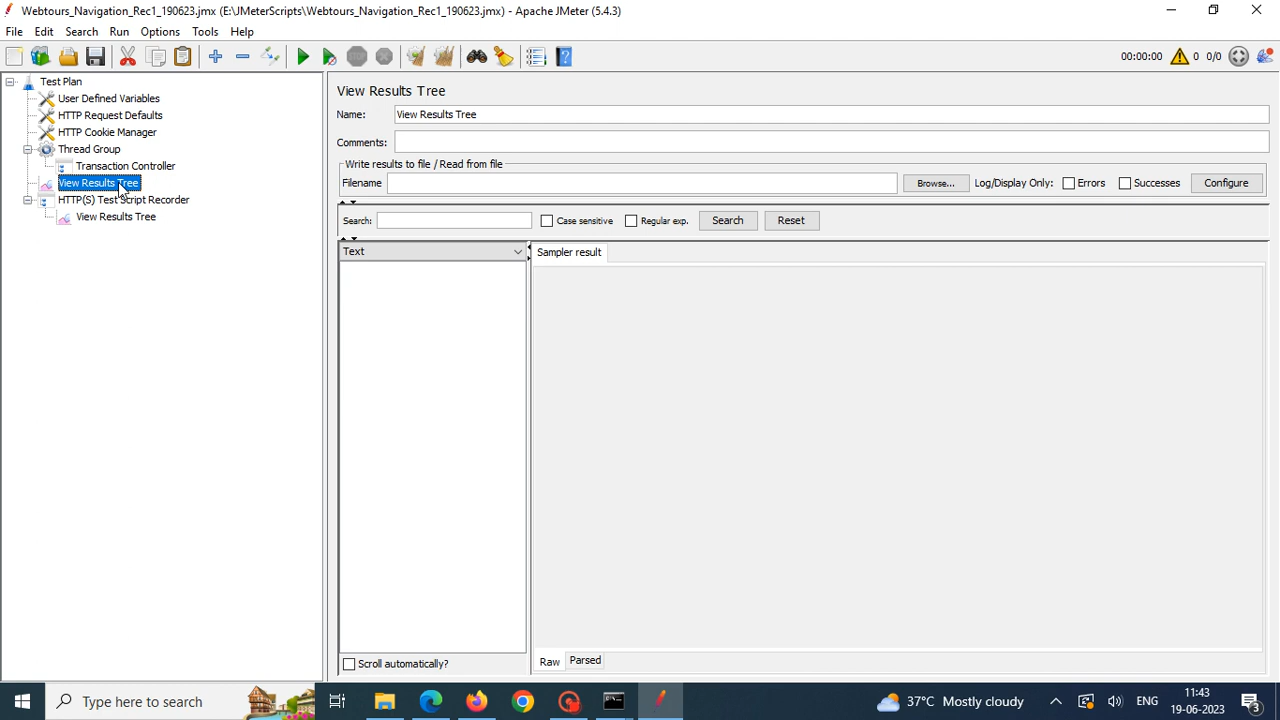 Webtours_Navigation_Rec1_190623.jmx (E:\JMeterScripts\Webtours_Navigation_Rec1_190623.jmx) - Apache JMeter (5.4.3)
File Edit Search Run Options Tools Help
STOP 00:00:00 0 0/0
Test Plan
User Defined Variables
HTTP Request Defaults
HTTP Cookie Manager
Thread Group
Transaction Controller
View Results Tree
HTTP(S) Test Script Recorder
View Results Tree
View Results Tree
Name: View Results Tree
Comments:
Write results to file / Read from file
Filename Browse... Log/Display Only: Errors Successes Configure
Search: Case sensitive Regular exp. Search Reset
Text Sampler result
Scroll automatically? Raw Parsed
Type here to search 37°C Mostly cloudy ENG 11:43
19-06-2023 3